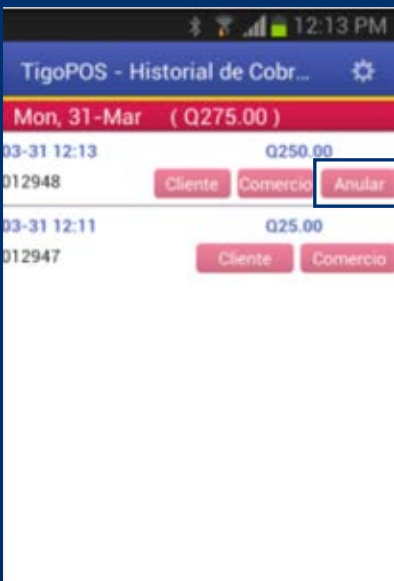 12:13 PM
TigoPOS - Historial de Cobr...
Mon, 31-Mar ( Q275.00 )
03-31 12:13 Q250.00
012948 Cliente Comercio Anular
03-31 12:11 Q25.00
012947 Cliente Comercio